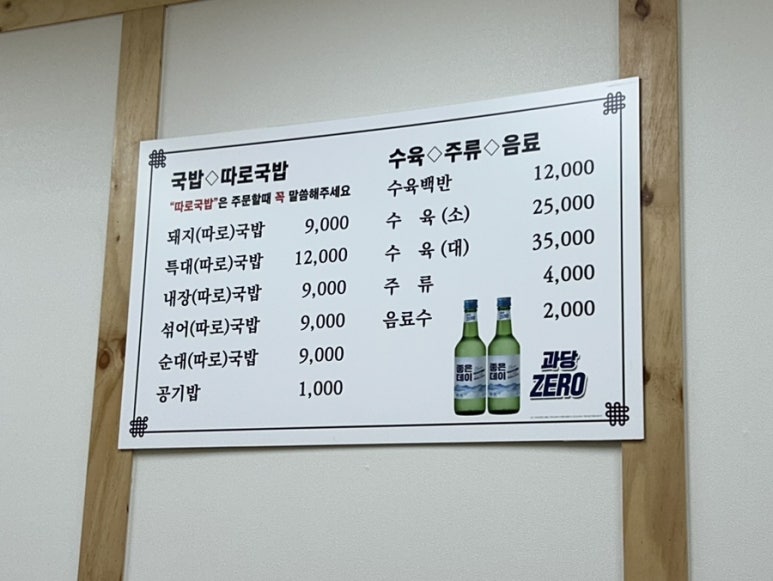 국밥◇따로국밥
"따로국밥"은 주문할때 꼭 말씀해주세요
돼지(따로)국밥 9,000
특대(따로)국밥 12,000
내장(따로)국밥 9,000
섞어(따로)국밥 9,000
순대(따로)국밥 9,000
공기밥 1,000
수육◇주류◇음료
수육백반 12,000
수 육 (소) 25,000
수 육 (대) 35,000
주 류 4,000
음료수 2,000
좋은
데이
좋은
데이
과당
ZERO